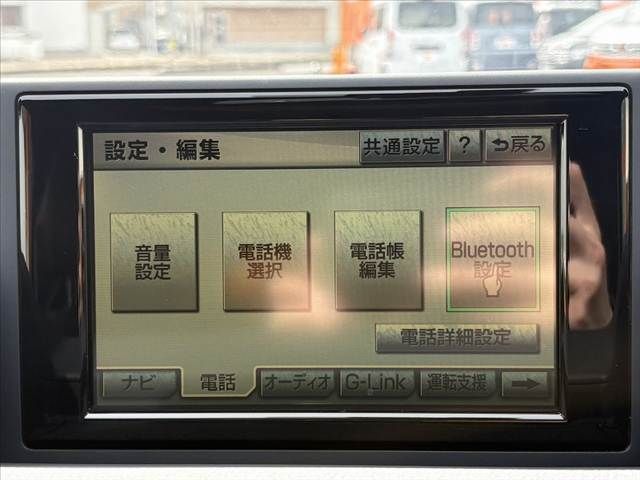 設定・編集
共通設定
?
戻る
音量
設定
電話機
選択
電話帳
編集
Bluetooth
設定
電話詳細設定
ナビ
電話
オーディオ
G-Link
運転支援